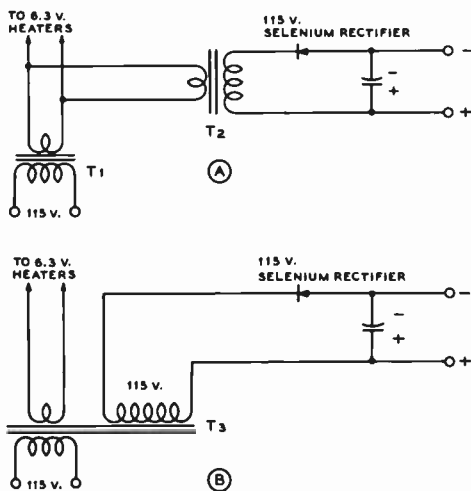 TO 6.3 V.
HEATERS
115 V.
SELENIUM RECTIFIER
-
-
+
+
T2
T1
A
115 V.
TO 6.3 V.
HEATERS
115 V.
SELENIUM RECTIFIER
-
-
+
+
115 V.
T3
115 V.
B